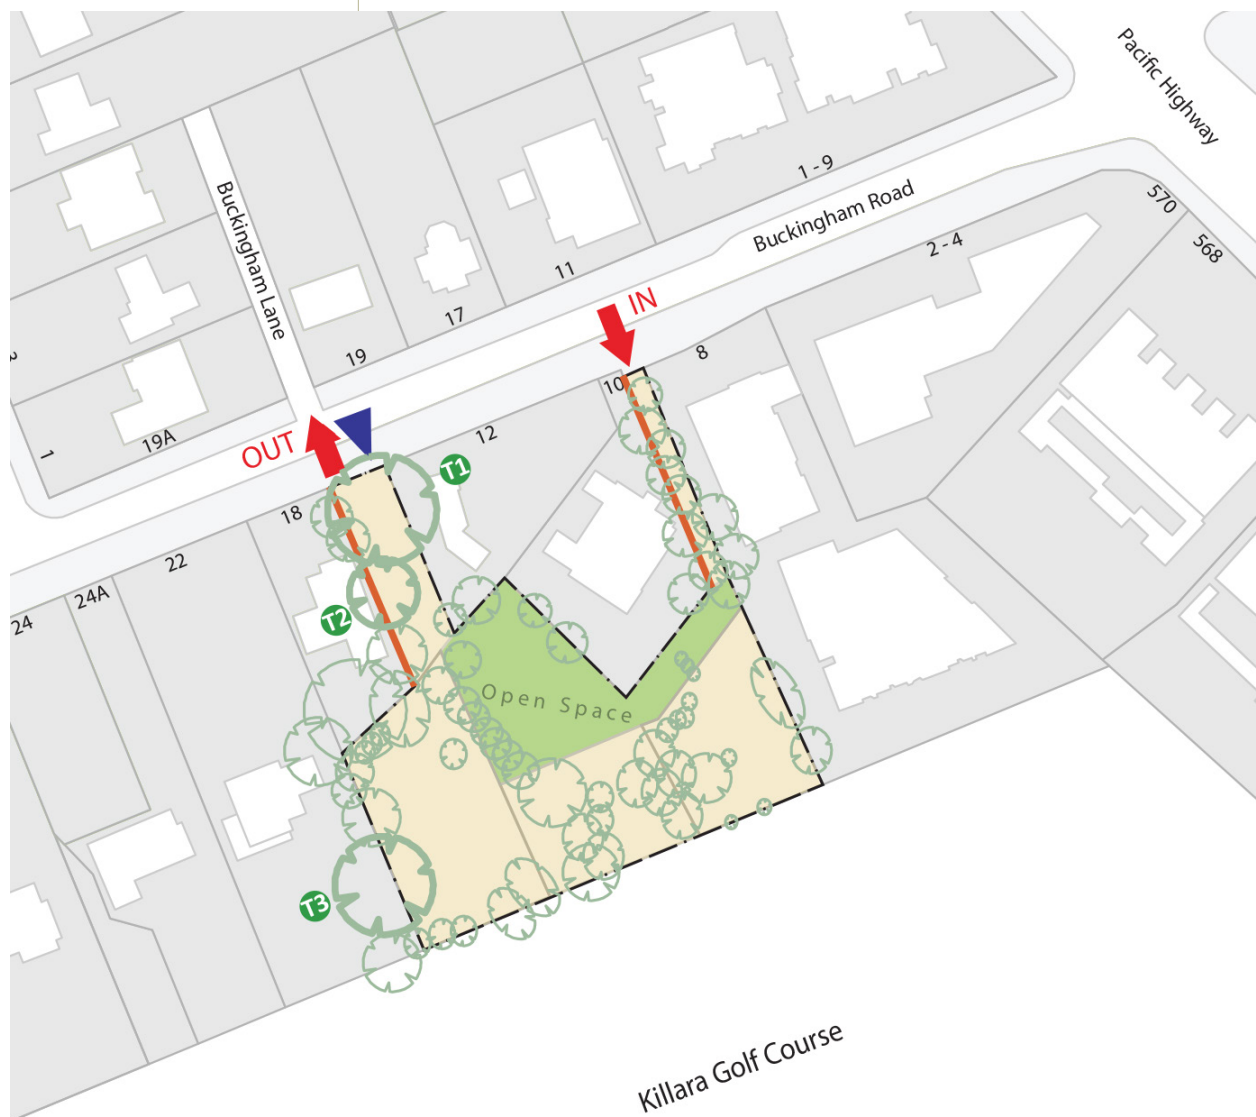 Pacific Highway
1 - 9
Buckingham Road
570
568
2 - 4
Buckingham Lane
11
17
19
IN
8
10
3
1
19A
OUT
12
T1
18
22
24A
24
T2
Open Space
T3
Killara Golf Course